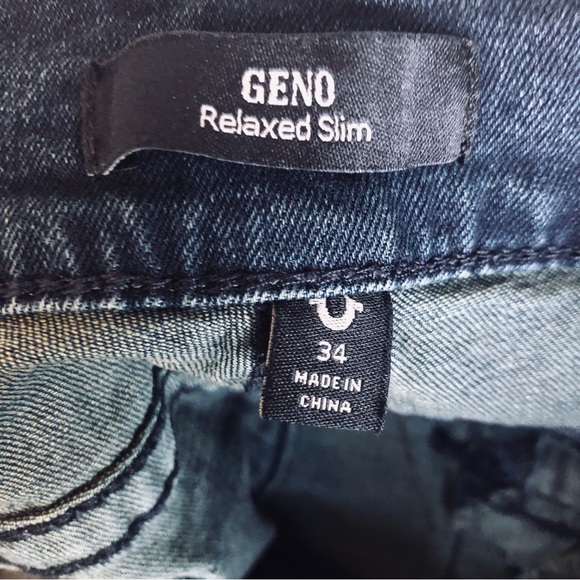 GENO
Relaxed Slim
34
MADE IN
CHINA